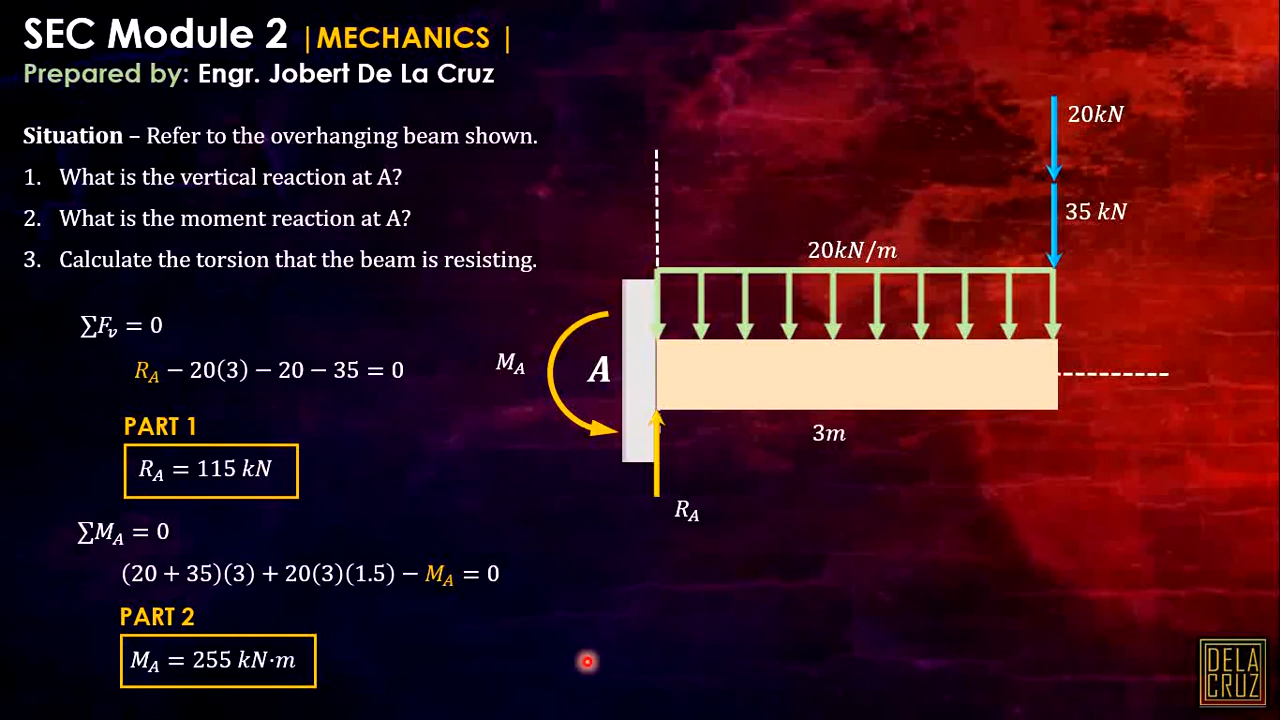 SEC Module 2 |MECHANICS |
Prepared by: Engr. Jobert De La Cruz
Situation – Refer to the overhanging beam shown.
1. What is the vertical reaction at A?
2. What is the moment reaction at A?
3. Calculate the torsion that the beam is resisting.
∑Fᵥ = 0
R_A − 20(3) − 20 − 35 = 0
PART 1
R_A = 115 kN
∑M_A = 0
(20 + 35)(3) + 20(3)(1.5) − M_A = 0
PART 2
M_A = 255 kN·m
20kN
35 kN
20kN/m
M_A
A
3m
R_A
DELA
CRUZ